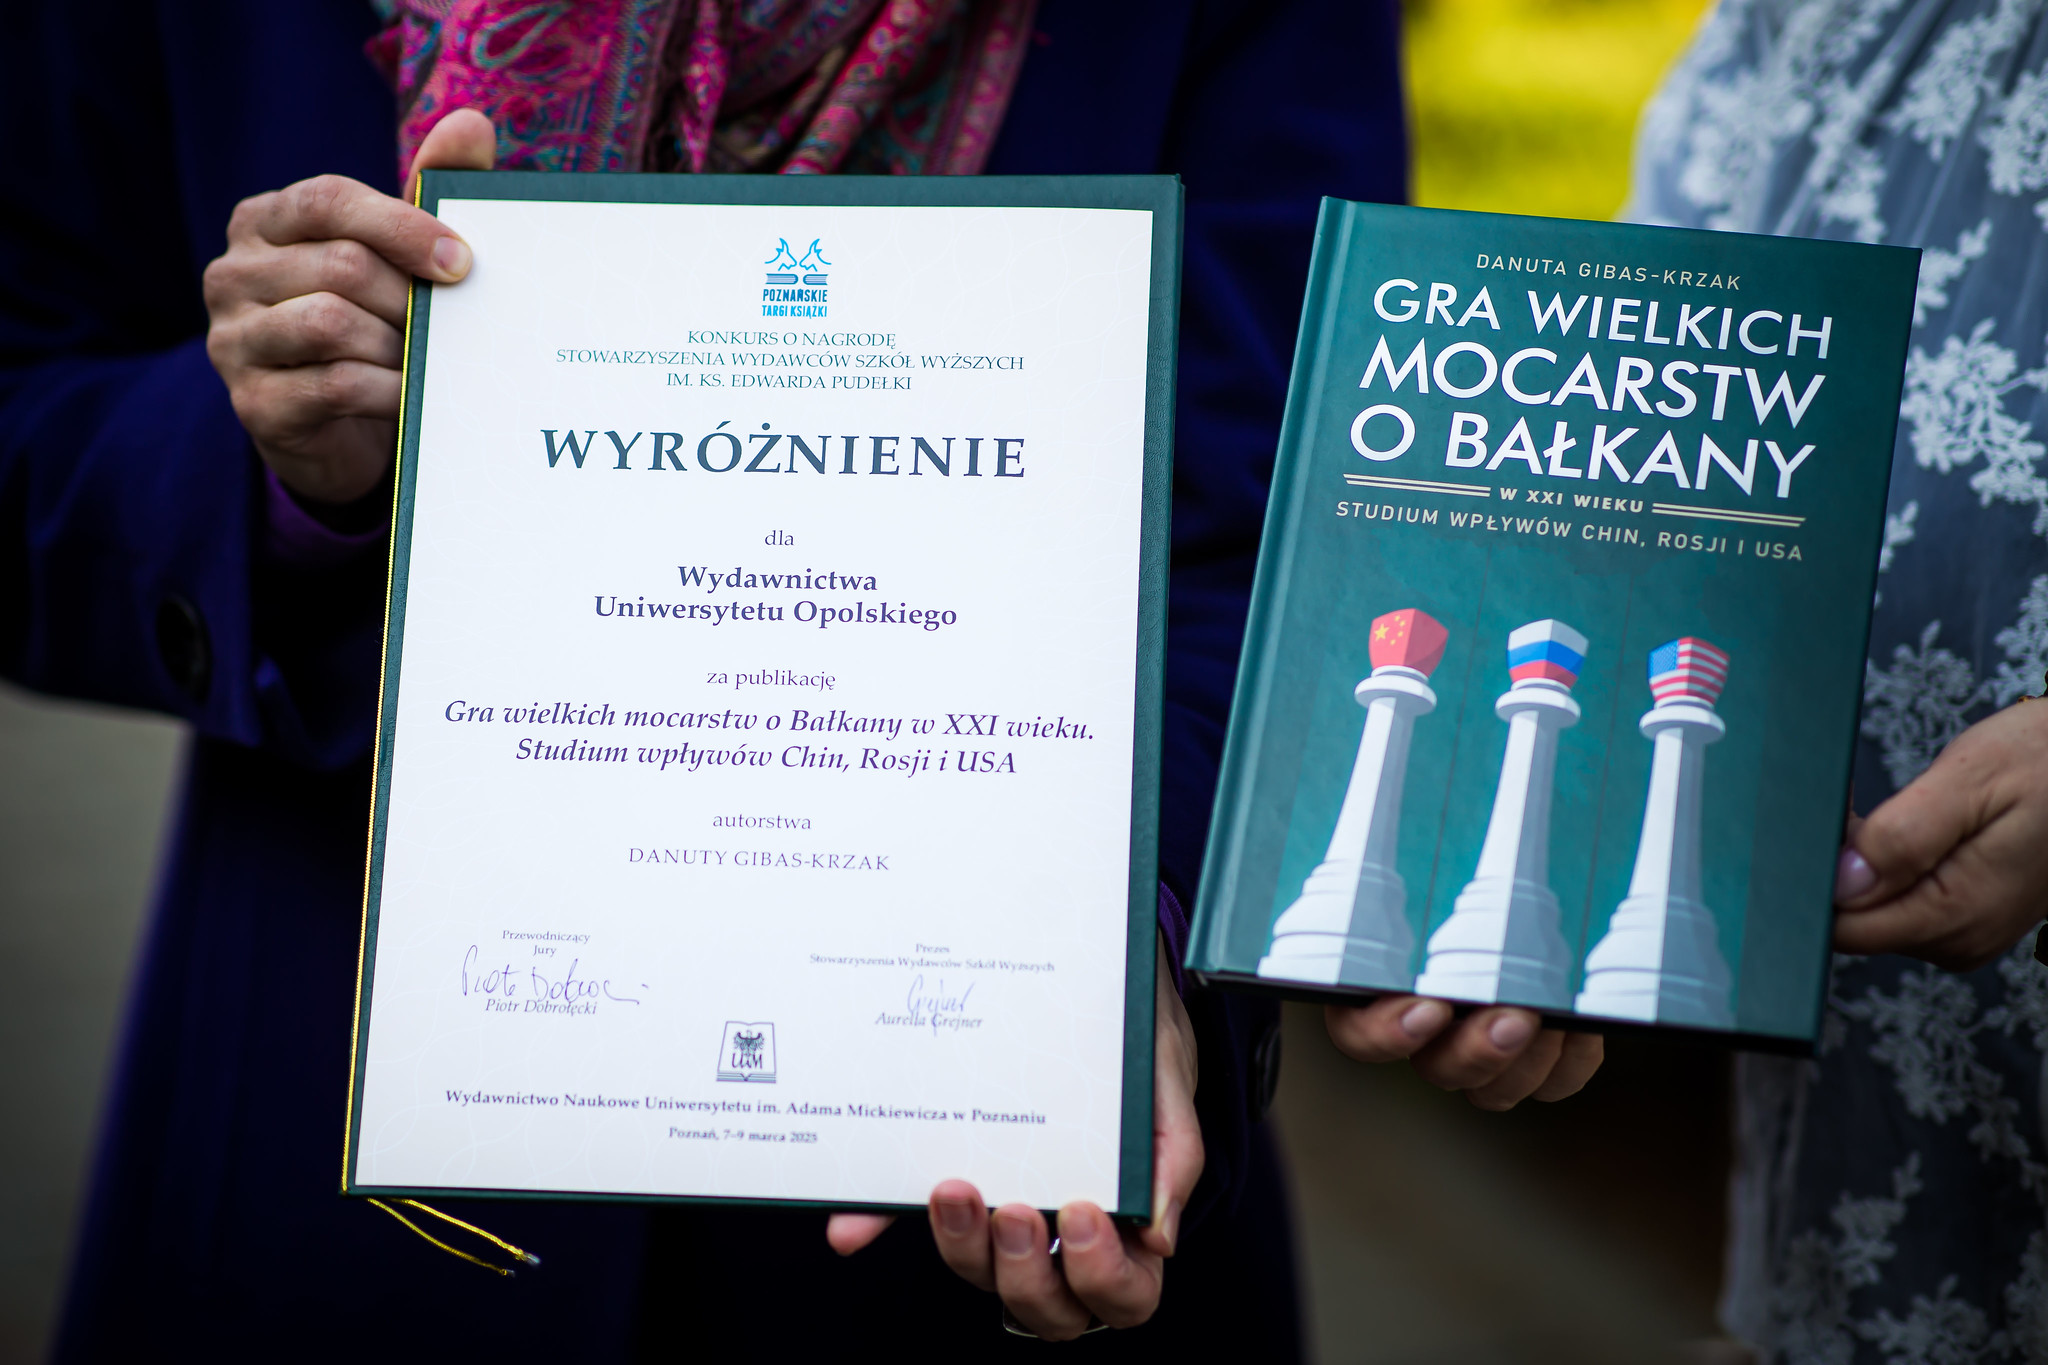 POZNAŃSKIE
TARGI KSIĄŻKI
KONKURS O NAGRODĘ
STOWARZYSZENIA WYDAWCÓW SZKÓŁ WYŻSZYCH
IM. KS. EDWARDA PUDEŁKI
WYRÓŻNIENIE
dla
Wydawnictwa
Uniwersytetu Opolskiego
za publikację
Gra wielkich mocarstw o Bałkany w XXI wieku.
Studium wpływów Chin, Rosji i USA
autorstwa
DANUTY GIBAS-KRZAK
Przewodniczący
Jury
Piotr Dobrołęcki
Prezes
Stowarzyszenia Wydawców Szkół Wyższych
Grejner
Aurelia Grejner
UAM
Wydawnictwo Naukowe Uniwersytetu im. Adama Mickiewicza w Poznaniu
Poznań, 7–9 marca 2025
DANUTA GIBAS-KRZAK
GRA WIELKICH
MOCARSTW
O BAŁKANY
W XXI WIEKU
STUDIUM WPŁYWÓW CHIN, ROSJI I USA